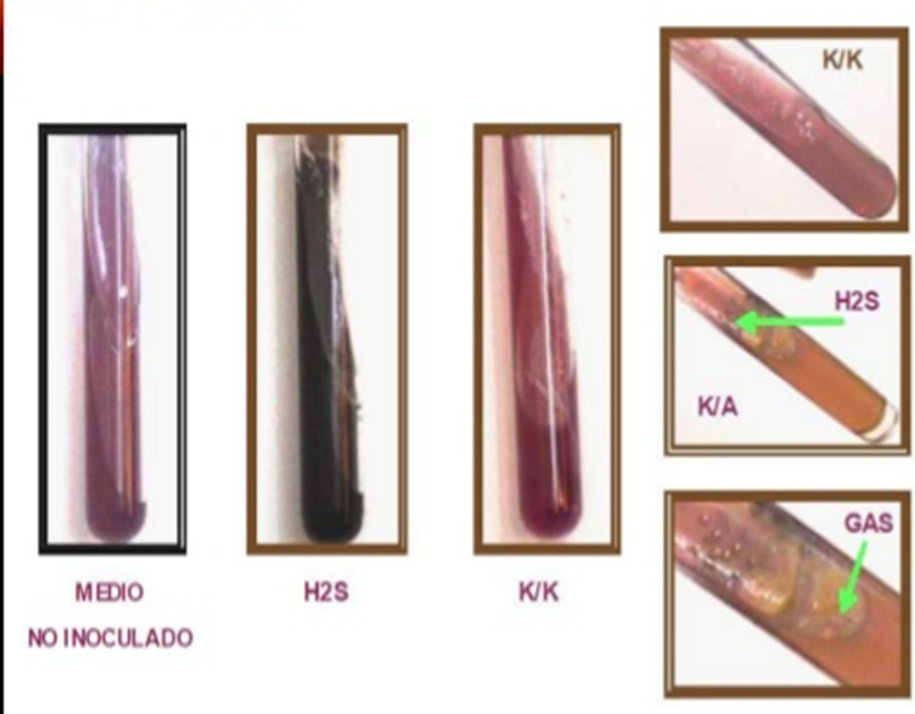 MEDIO
NO INOCULADO
H2S
K/K
K/K
H2S
K/A
GAS